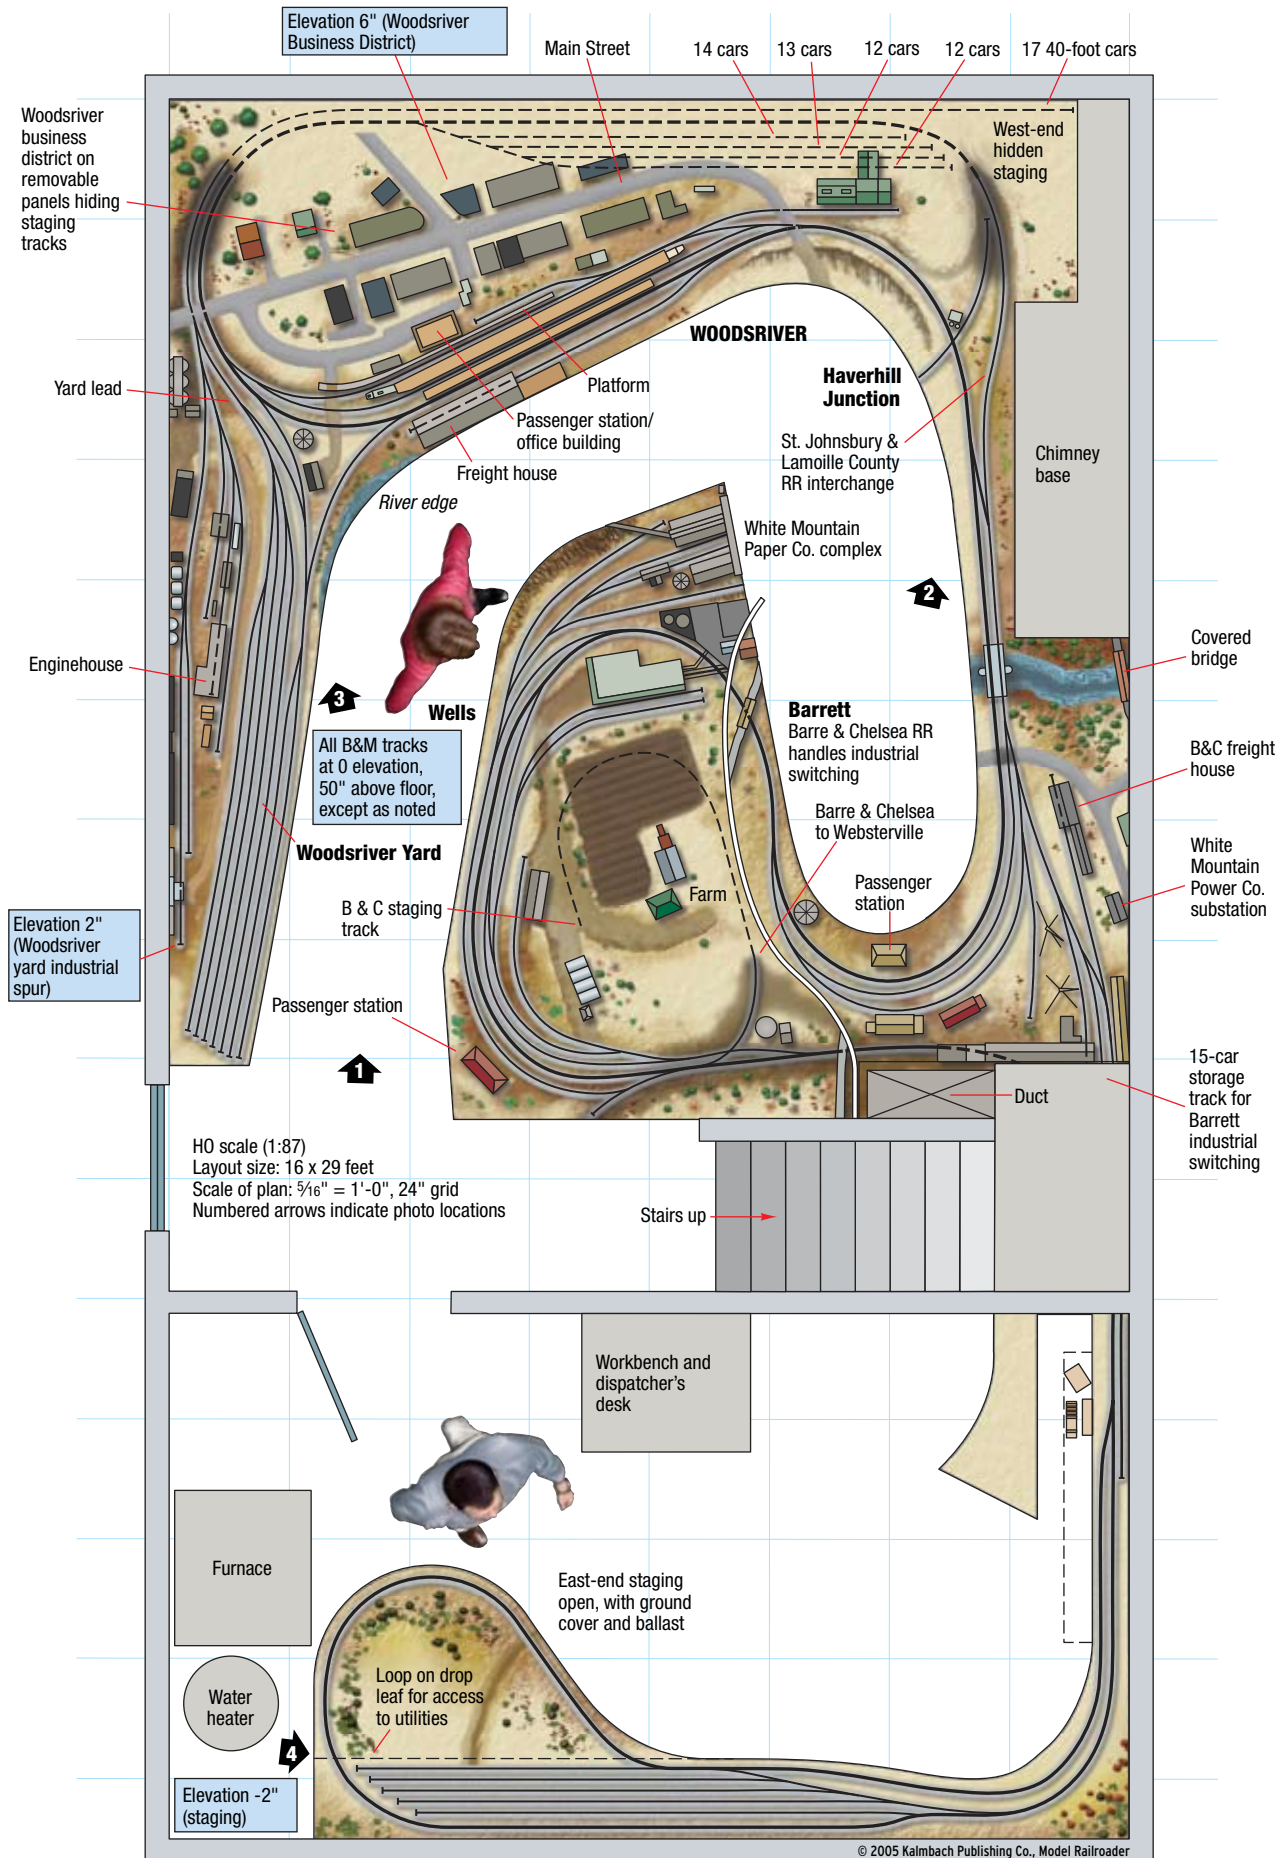 Elevation 6" (Woodsriver
Business District)
Main Street
14 cars
13 cars
12 cars
12 cars
17 40-foot cars
Woodsriver
business
district on
removable
panels hiding
staging
tracks
West-end
hidden
staging
WOODSRIVER
Haverhill
Junction
Yard lead
Platform
Passenger station/
office building
Freight house
St. Johnsbury &
Lamoille County
RR interchange
Chimney
base
River edge
White Mountain
Paper Co. complex
2
Covered
bridge
Enginehouse
3
Wells
Barrett
Barre & Chelsea RR
handles industrial
switching
B&C freight
house
All B&M tracks
at 0 elevation,
50" above floor,
except as noted
Barre & Chelsea
to Websterville
Woodsriver Yard
White
Mountain
Power Co.
substation
Passenger
station
Farm
B & C staging
track
Elevation 2"
(Woodsriver
yard industrial
spur)
Passenger station
1
15-car
storage
track for
Barrett
industrial
switching
Duct
HO scale (1:87)
Layout size: 16 x 29 feet
Scale of plan: 5⁄16" = 1'-0", 24" grid
Numbered arrows indicate photo locations
Stairs up
Workbench and
dispatcher's
desk
Furnace
East-end staging
open, with ground
cover and ballast
Water
heater
Loop on drop
leaf for access
to utilities
4
Elevation -2"
(staging)
© 2005 Kalmbach Publishing Co., Model Railroader